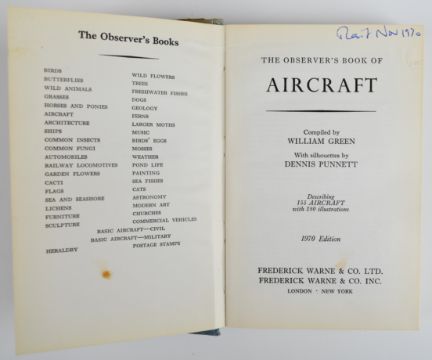 The Observer's Books
BIRDS
BUTTERFLIES
WILD ANIMALS
GRASSES
HORSES AND PONIES
AIRCRAFT
ARCHITECTURE
SHIPS
COMMON INSECTS
COMMON FUNGI
AUTOMOBILES
RAILWAY LOCOMOTIVES
GARDEN FLOWERS
CACTI
FLAGS
SEA AND SEASHORE
LICHENS
FURNITURE
SCULPTURE
HERALDRY
WILD FLOWERS
TREES
FRESHWATER FISHES
DOGS
GEOLOGY
FERNS
LARGER MOTHS
MUSIC
BIRDS' EGGS
MOSSES
WEATHER
POND LIFE
PAINTING
SEA FISHES
CATS
ASTRONOMY
MODERN ART
CHURCHES
COMMERCIAL VEHICLES
BASIC AIRCRAFT—CIVIL
BASIC AIRCRAFT—MILITARY
POSTAGE STAMPS
Nov 1970
THE OBSERVER'S BOOK OF
AIRCRAFT
Compiled by
WILLIAM GREEN
With silhouettes by
DENNIS PUNNETT
Describing
155 AIRCRAFT
with illustrations
1970 Edition
FREDERICK WARNE & CO. LTD.
FREDERICK WARNE & CO. INC.
LONDON · NEW YORK